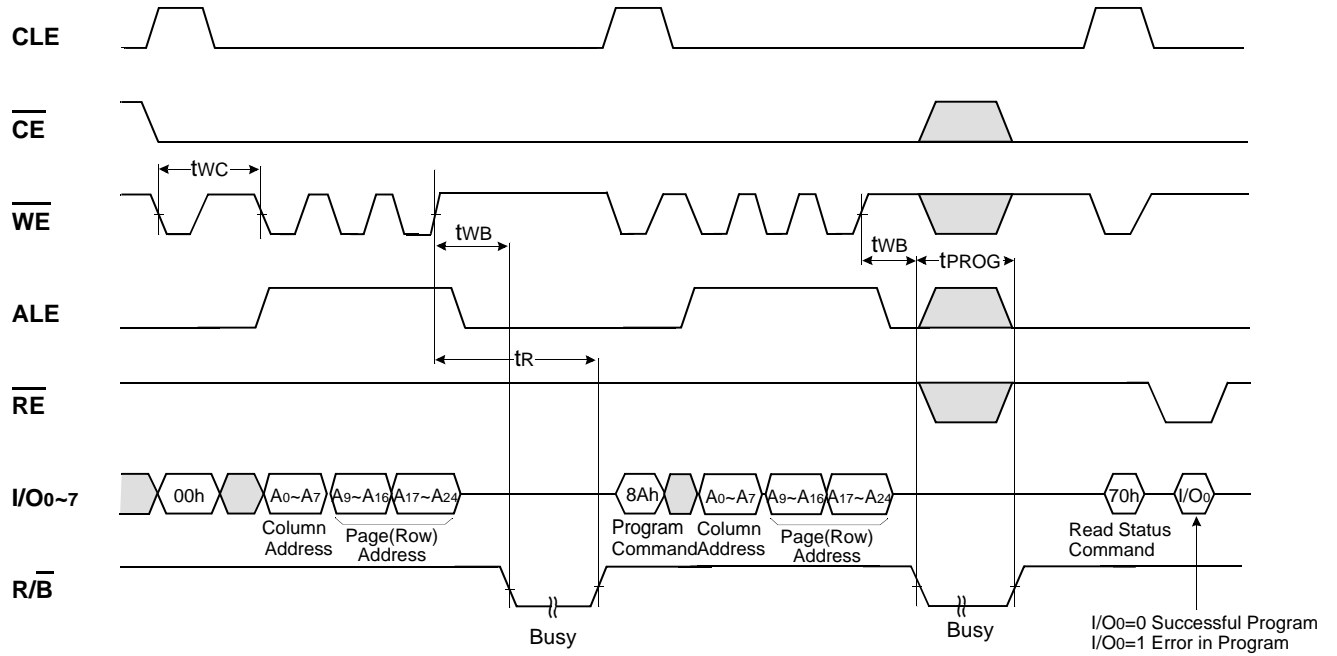 CLE
CE
tWC
WE
tWB
tWB
tPROG
ALE
tR
RE
I/O0~7
00h
A0~A7
A9~A16
A17~A24
8Ah
A0~A7
A9~A16
A17~A24
70h
I/O0
Column
Address
Page(Row)
Address
Program
Command
Column
Address
Page(Row)
Address
Read Status
Command
R/B
Busy
Busy
I/O0=0 Successful Program
I/O0=1 Error in Program